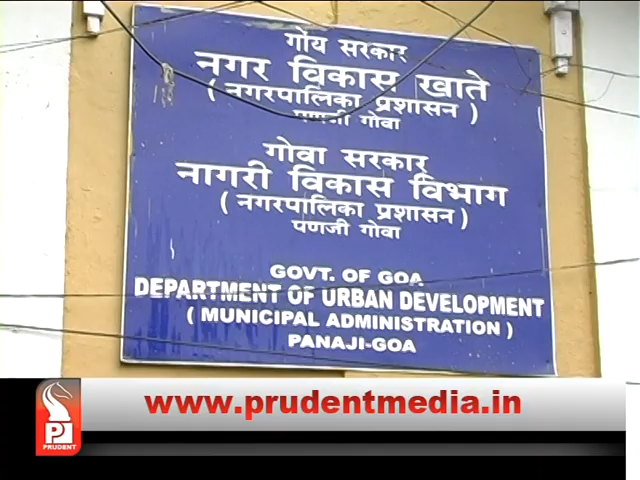 गोंय सरकार
नगर विकास खाते
( नगरपालिका प्रशासन )
पणजी गोवा
गोवा सरकार
नागरी विकास विभाग
( नगरपालिका प्रशासन )
पणजी गोवा
GOVT. OF GOA
DEPARTMENT OF URBAN DEVELOPMENT
( MUNICIPAL ADMINISTRATION )
PANAJI-GOA
www.prudentmedia.in
P
PRUDENT